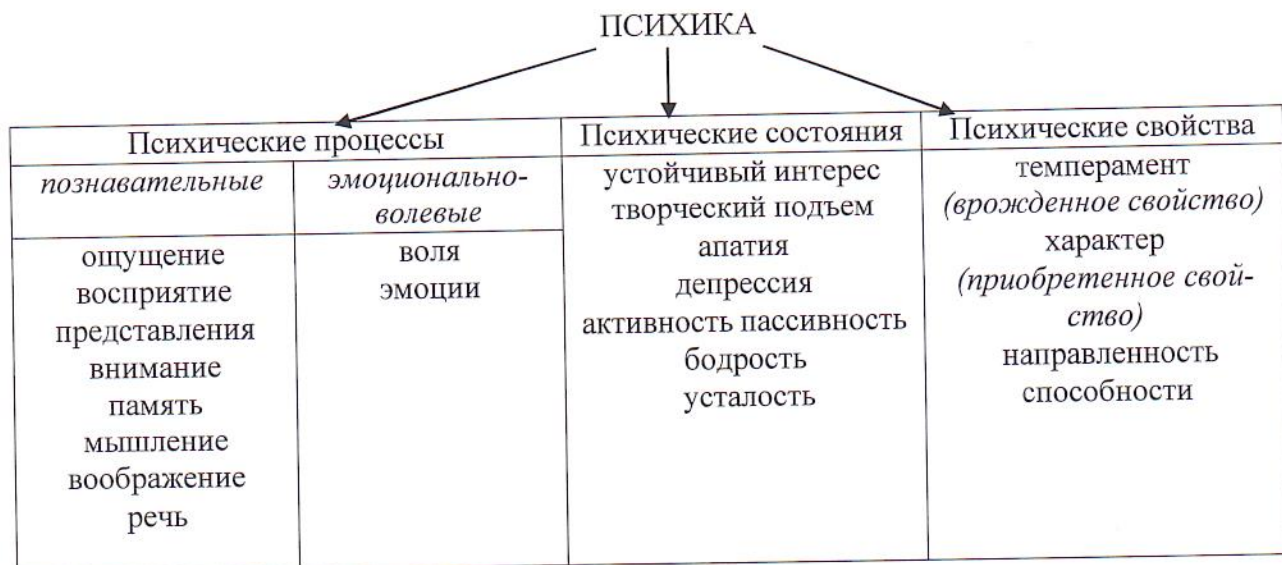 ПСИХИКА
Психические процессы
познавательные
эмоционально-
волевые
ощущение
восприятие
представления
внимание
память
мышление
воображение
речь
воля
эмоции
Психические состояния
устойчивый интерес
творческий подъем
апатия
депрессия
активность пассивность
бодрость
усталость
Психические свойства
темперамент
(врожденное свойство)
характер
(приобретенное свой-
ство)
направленность
способности